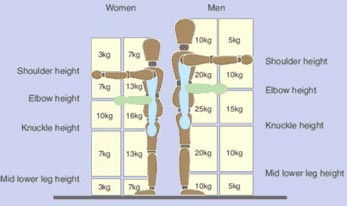 Women
Men
3kg 7kg
10kg 5kg
Shoulder height
Shoulder height
7kg 13kg
20kg 10kg
Elbow height
Elbow height
10kg 16kg
25kg 15kg
Knuckle height
Knuckle height
7kg 13kg
20kg 10kg
Mid lower leg height
Mid lower leg height
3kg 7kg
10kg 5kg